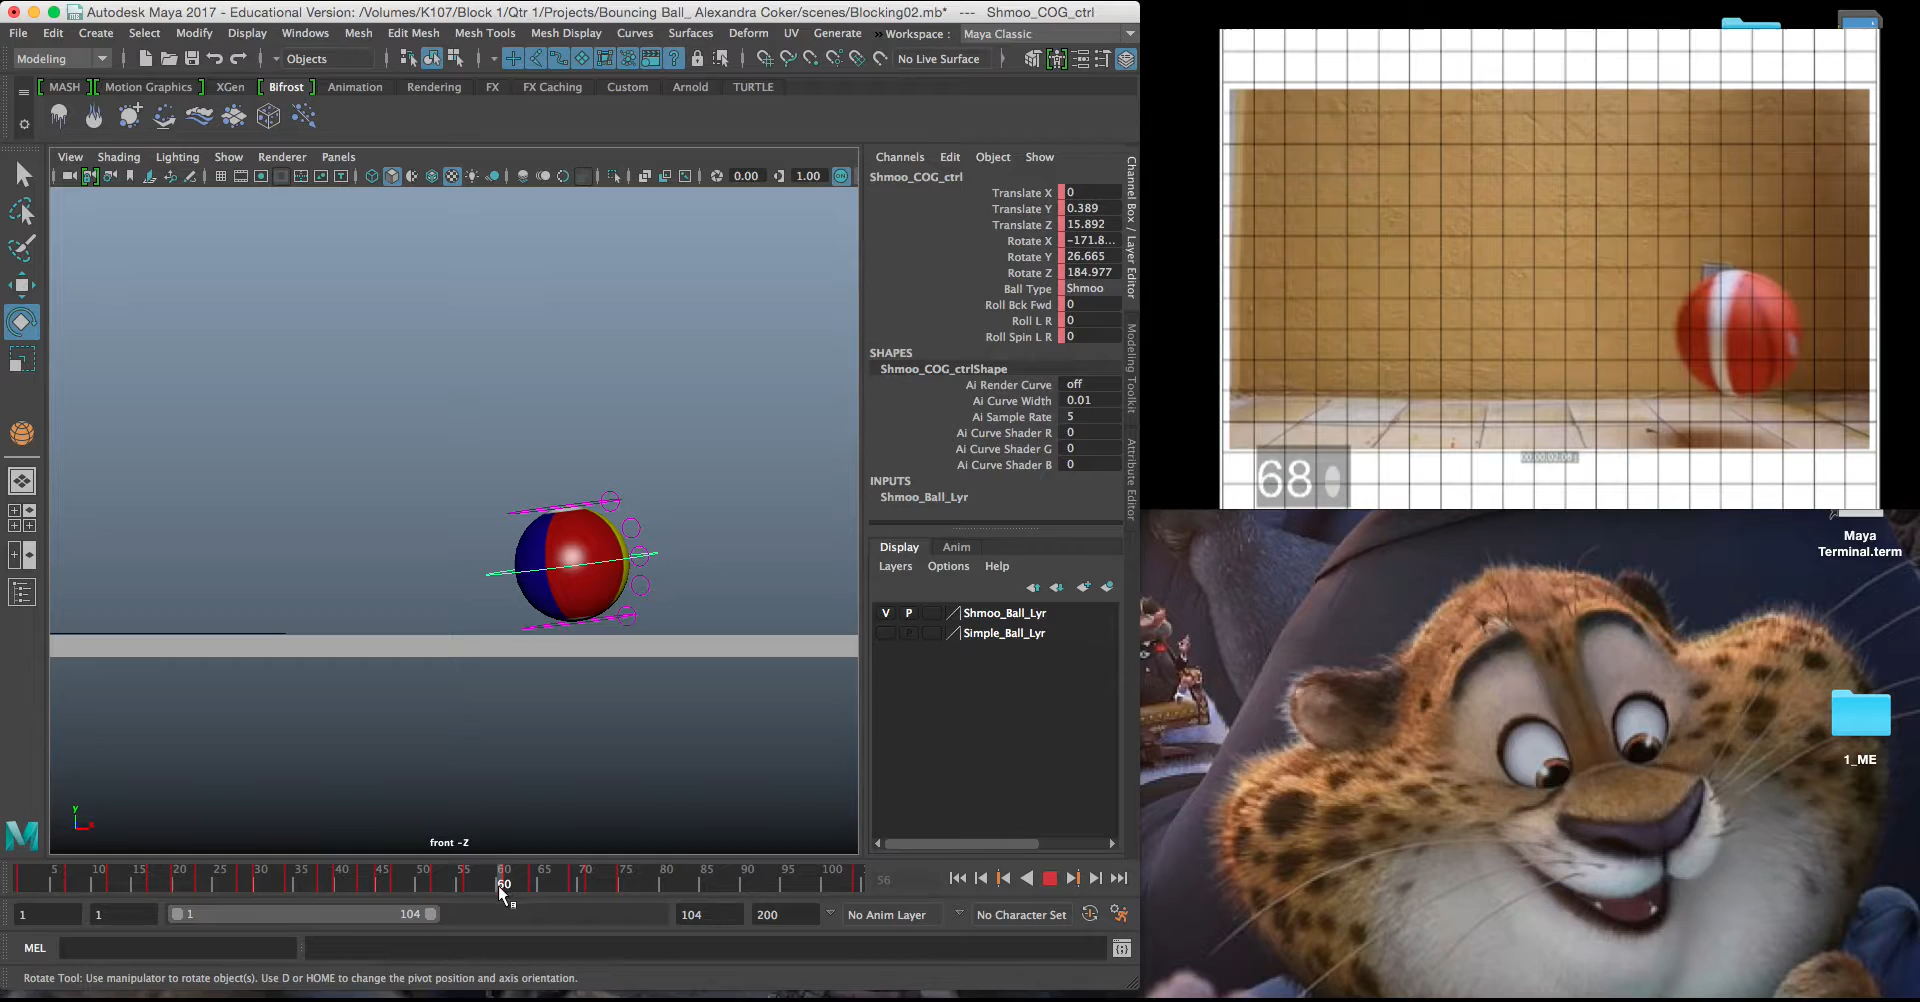 Autodesk Maya 2017 - Educational Version: /Volumes/K107/Block 1/Qtr 1/Projects/Bouncing Ball_ Alexandra Coker/scenes/Blocking02.mb* --- Shmoo_COG_ctrl
File Edit Create Select Modify Display Windows Mesh Edit Mesh Mesh Tools Mesh Display Curves Surfaces Deform UV Generate » Workspace : Maya Classic
Modeling Objects No Live Surface
MASH Motion Graphics XGen Bifrost Animation Rendering FX FX Caching Custom Arnold TURTLE
View Shading Lighting Show Renderer Panels
0.00 1.00
Channels Edit Object Show
Shmoo_COG_ctrl
Translate X 0
Translate Y 0.389
Translate Z 15.892
Rotate X -171.8...
Rotate Y 26.665
Rotate Z 184.977
Ball Type Shmoo
Roll Bck Fwd 0
Roll L R 0
Roll Spin L R 0
SHAPES
Shmoo_COG_ctrlShape
Ai Render Curve off
Ai Curve Width 0.01
Ai Sample Rate 5
Ai Curve Shader R 0
Ai Curve Shader G 0
Ai Curve Shader B 0
INPUTS
Shmoo_Ball_Lyr
Channel Box / Layer Editor
Modeling Toolkit
Attribute Editor
Display Anim
Layers Options Help
V P Shmoo_Ball_Lyr
P Simple_Ball_Lyr
y
x
front -Z
5 10 15 20 25 30 35 40 45 50 55 60 65 70 75 80 85 90 95 100
60
56
1 1 1 104 104 200 No Anim Layer No Character Set
MEL
Rotate Tool: Use manipulator to rotate object(s). Use D or HOME to change the pivot position and axis orientation.
68
Maya
Terminal.term
1_ME